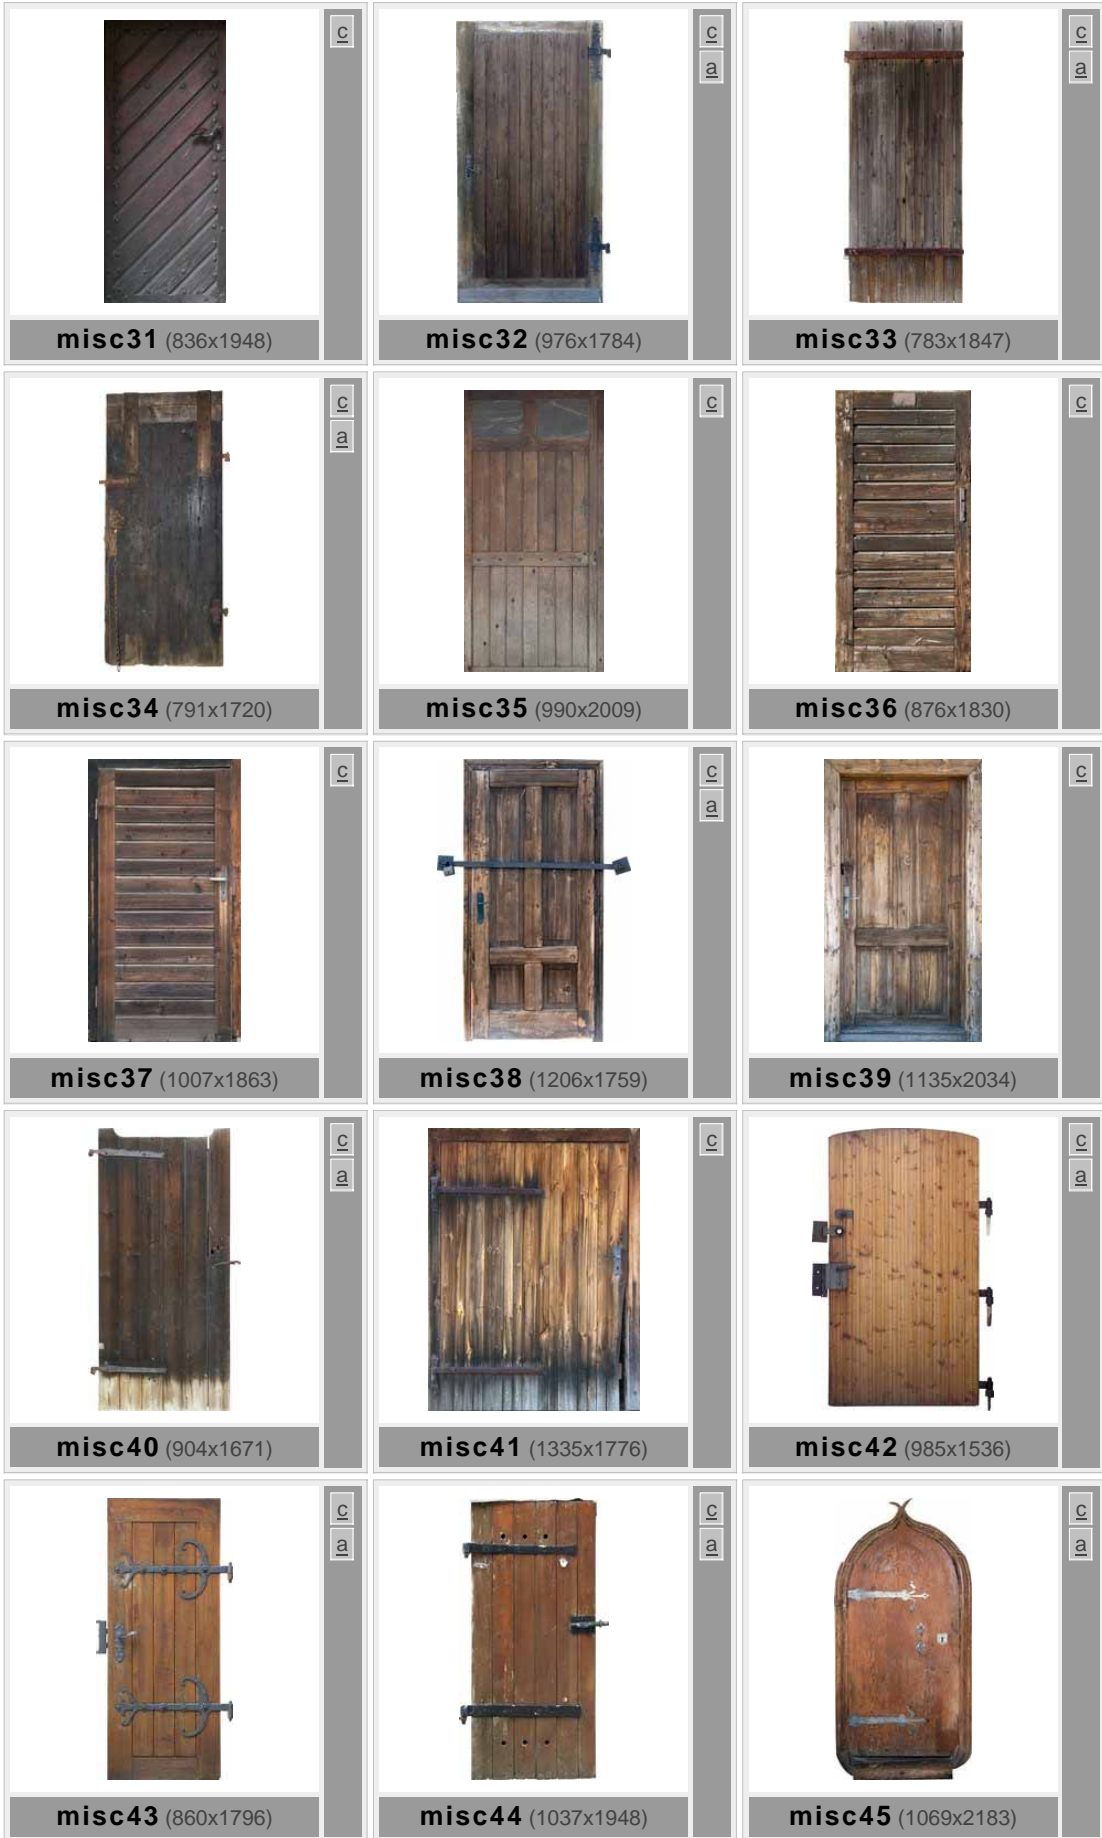 c
misc31 (836x1948)
c
a
misc32 (976x1784)
c
a
misc33 (783x1847)
c
a
misc34 (791x1720)
c
misc35 (990x2009)
c
misc36 (876x1830)
c
misc37 (1007x1863)
c
a
misc38 (1206x1759)
c
misc39 (1135x2034)
c
a
misc40 (904x1671)
c
misc41 (1335x1776)
c
a
misc42 (985x1536)
c
a
misc43 (860x1796)
c
a
misc44 (1037x1948)
c
a
misc45 (1069x2183)